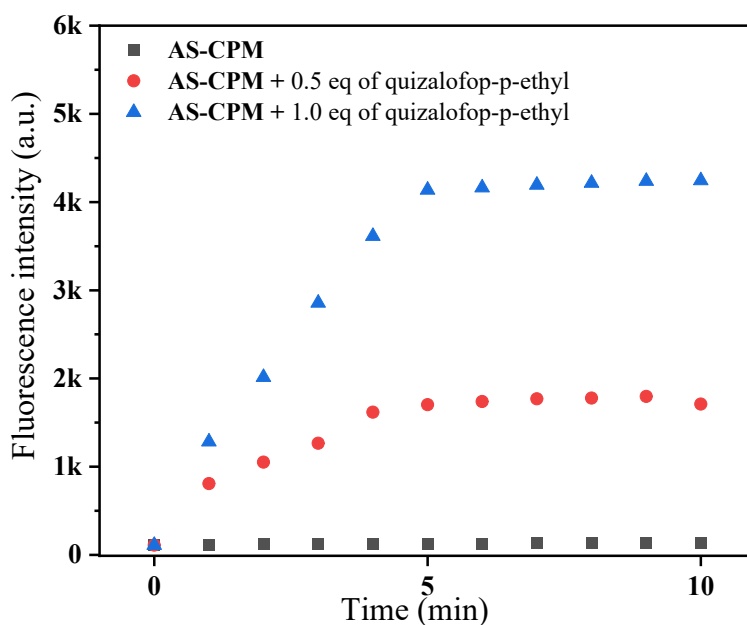 6k
AS-CPM
AS-CPM + 0.5 eq of quizalofop-p-ethyl
AS-CPM + 1.0 eq of quizalofop-p-ethyl
5k
4k
3k
2k
1k
0
Fluorescence intensity (a.u.)
0
5
10
Time (min)